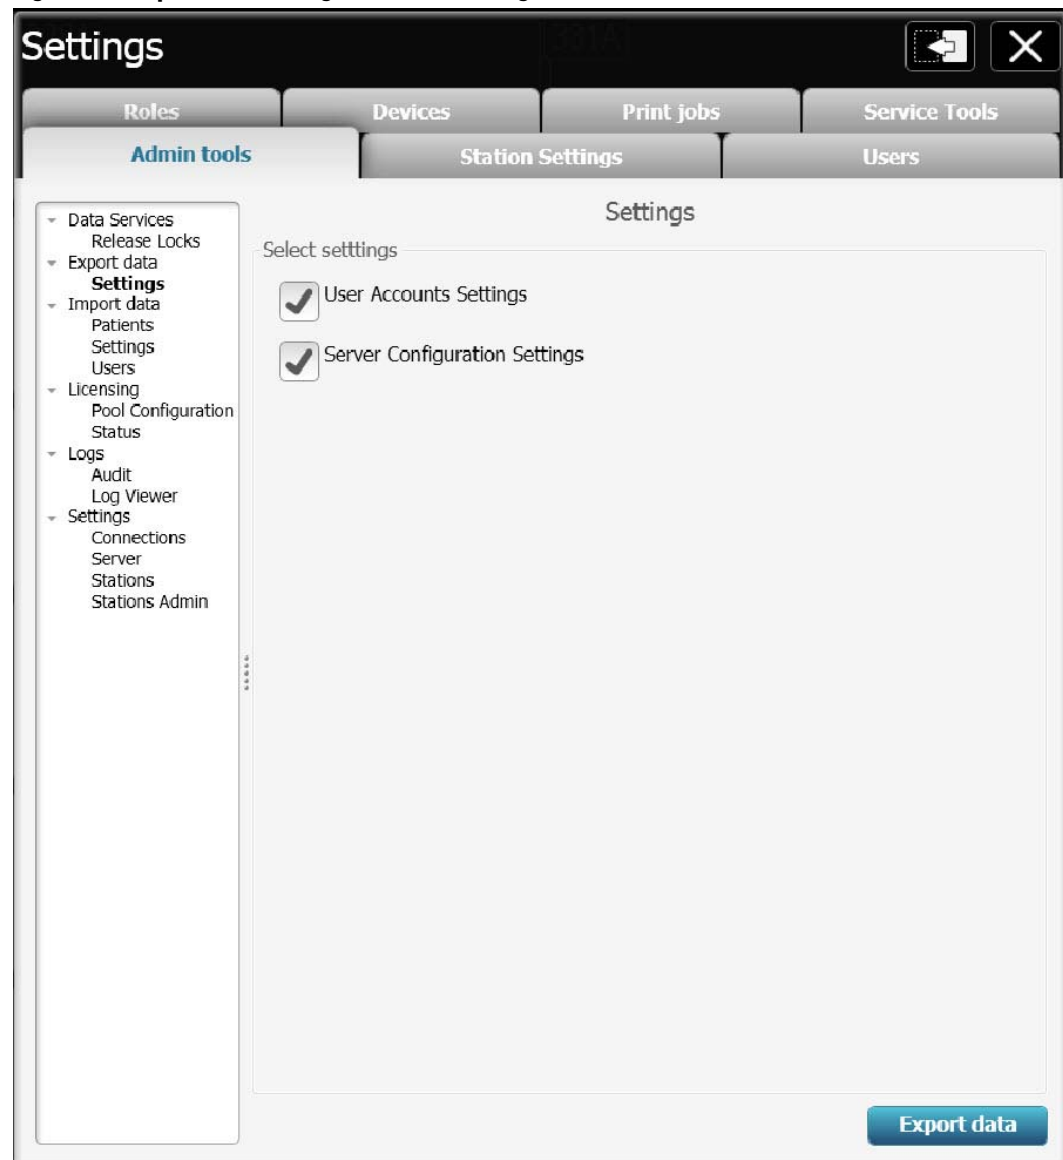 Settings
Roles
Devices
Print jobs
Service Tools
Admin tools
Station Settings
Users
Data Services
Release Locks
Export data
Settings
Import data
Patients
Settings
Users
Licensing
Pool Configuration
Status
Logs
Audit
Log Viewer
Settings
Connections
Server
Stations
Stations Admin
Settings
Select setttings
User Accounts Settings
Server Configuration Settings
Export data